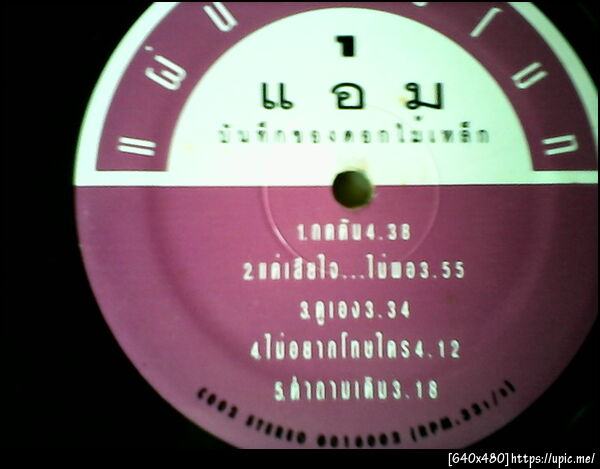 แอ้ม
บันทึกของดอกไม้เหล็ก
1.กดดัน4.38
2.แค่เสียใจ...ไม่พอ3.55
3.ดูเอง3.34
4.ไม่อยากโทษใคร4.12
5.คำถามเดิม3.18
STEREO (RPM.33 1/3)
[640x480]https://upic.me/